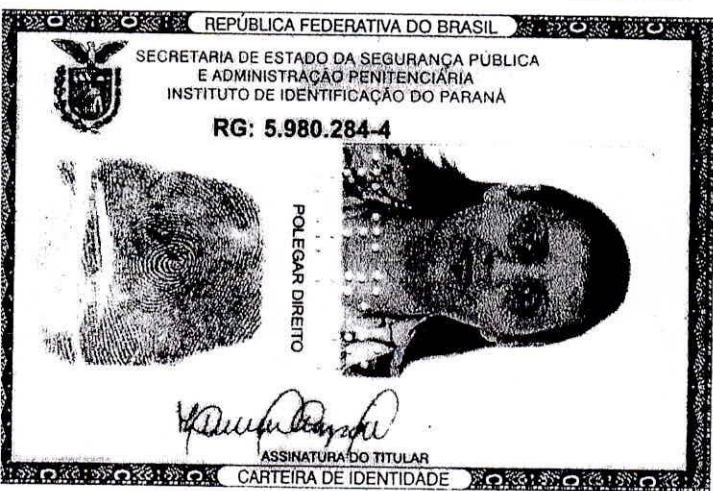 REPÚBLICA FEDERATIVA DO BRASIL
SECRETARIA DE ESTADO DA SEGURANÇA PÚBLICA
E ADMINISTRAÇÃO PENITENCIÁRIA
INSTITUTO DE IDENTIFICAÇÃO DO PARANÁ
RG: 5.980.284-4
POLEGAR DIREITO
ASSINATURA DO TITULAR
CARTEIRA DE IDENTIDADE